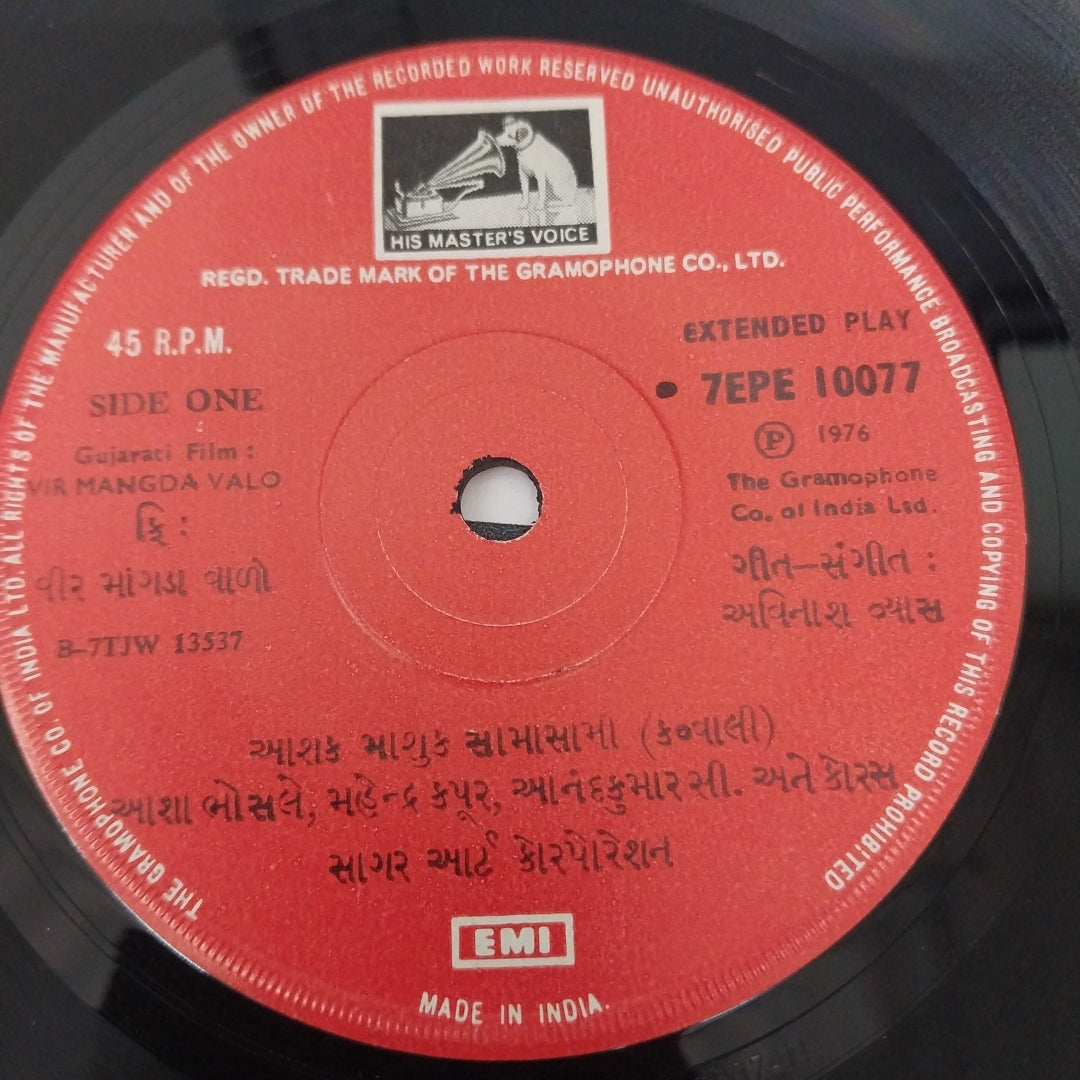 THE GRAMOPHONE CO. OF INDIA LTD. ALL RIGHTS OF THE MANUFACTURER AND OF THE OWNER OF THE RECORDED WORK RESERVED UNAUTHORISED PUBLIC PERFORMANCE BROADCASTING AND COPYING OF THIS RECORD PROHIBITED
HIS MASTER'S VOICE
REGD. TRADE MARK OF THE GRAMOPHONE CO., LTD.
45 R.P.M.
SIDE ONE
Gujarati Film :
VIR MANGDA VALO
ફિ :
વીર માંગડા વાળો
B-7TJW 13537
EXTENDED PLAY
7EPE 10077
Ⓟ 1976
The Gramophone
Co. of India Ltd.
ગીત—સંગીત :
અવિનાશ વ્યાસ
આશક માશુક સામાસામી (કવ્વાલી)
આશા ભોસલે, મહેન્દ્ર કપૂર, આનંદકુમાર સી. અને કોરસ
સાગર આર્ટ કોરપોરેશન
EMI
MADE IN INDIA.